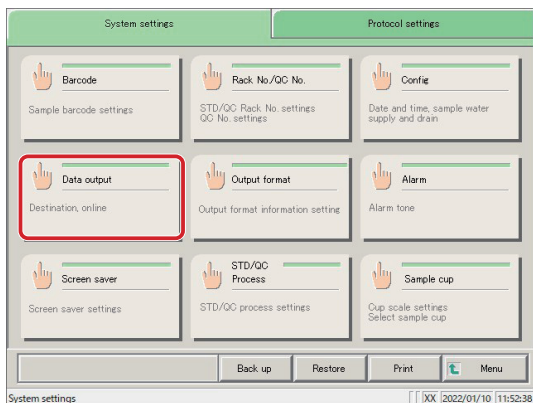 System settings
Protocol settings
Barcode
Sample barcode settings
Rack No./QC No.
STD/QC Rack No. settings
QC No. settings
Config
Date and time, sample water
supply and drain
Data output
Destination, online
Output format
Output format information setting
Alarm
Alarm tone
Screen saver
Screen saver settings
STD/QC
Process
STD/QC process settings
Sample cup
Cup scale settings
Select sample cup
Back up
Restore
Print
Menu
System settings
XX 2022/01/10 11:52:38